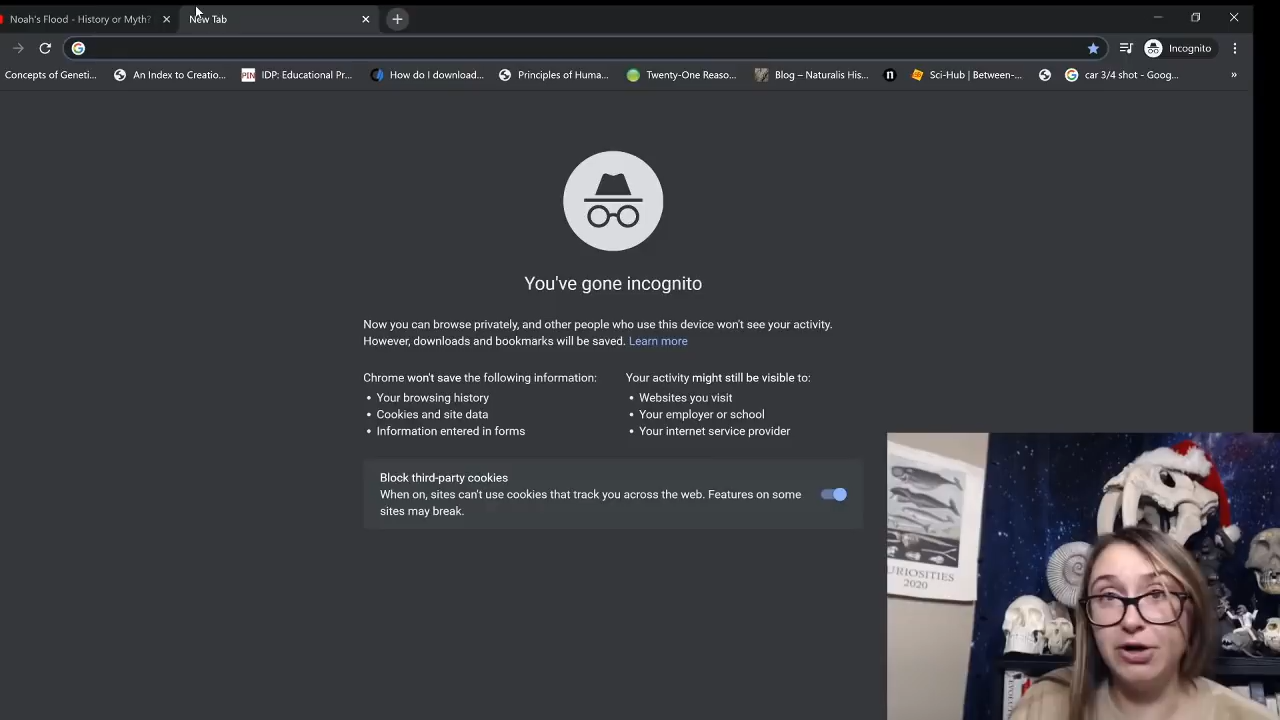 Noah's Flood - History or Myth?
New Tab
Incognito
Concepts of Geneti...
An Index to Creatio...
PIN
IDP: Educational Pr...
How do I download...
Principles of Huma...
Twenty-One Reaso...
Blog – Naturalis His...
n
Sci-Hub | Between-...
car 3/4 shot - Goog...
»
You've gone incognito
Now you can browse privately, and other people who use this device won't see your activity.
However, downloads and bookmarks will be saved. Learn more
Chrome won't save the following information:
• Your browsing history
• Cookies and site data
• Information entered in forms
Your activity might still be visible to:
• Websites you visit
• Your employer or school
• Your internet service provider
Block third-party cookies
When on, sites can't use cookies that track you across the web. Features on some
sites may break.
URIOSITIES
2020